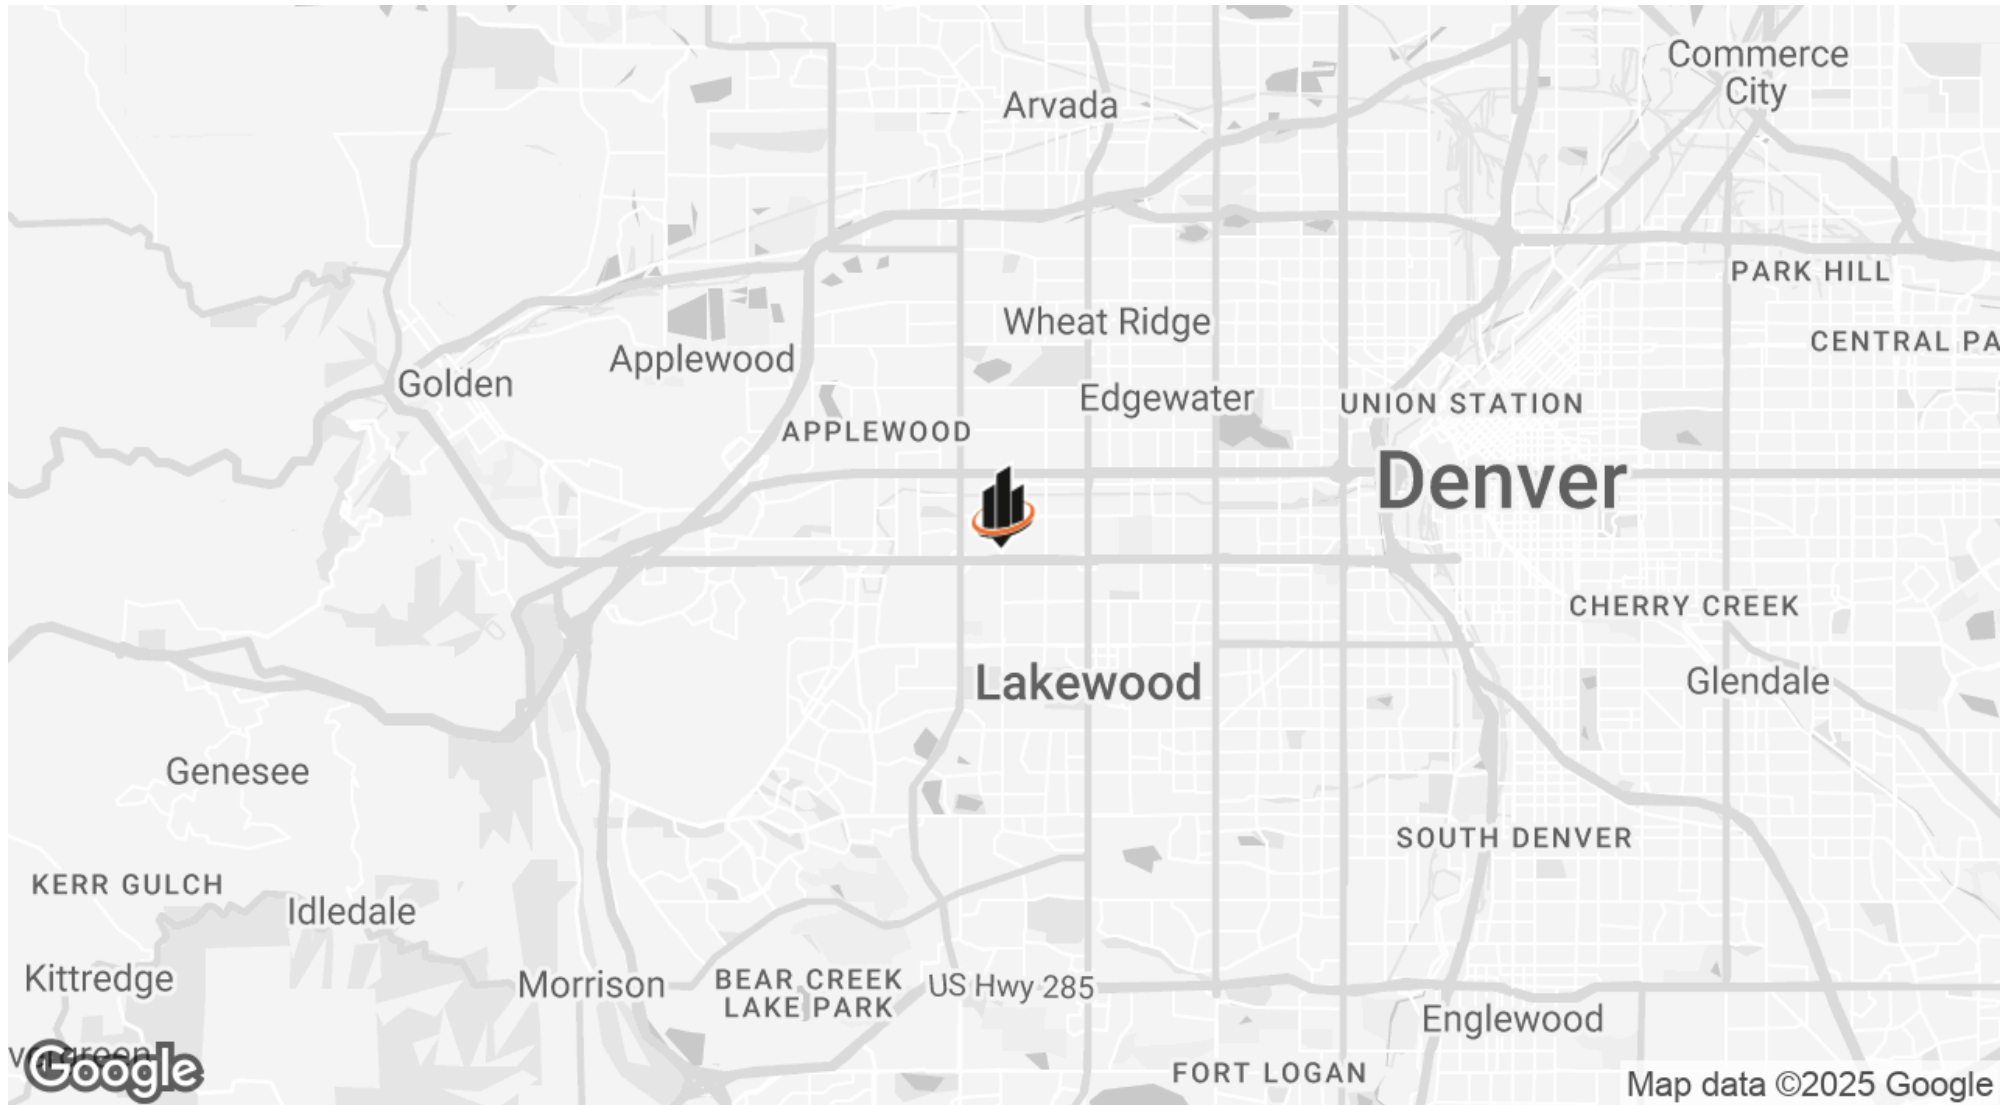 Commerce
City
Arvada
PARK HILL
Wheat Ridge
CENTRAL PA
Applewood
Golden
Edgewater
UNION STATION
APPLEWOOD
Denver
CHERRY CREEK
Lakewood
Glendale
Genesee
SOUTH DENVER
KERR GULCH
Idledale
Kittredge
Morrison
BEAR CREEK
LAKE PARK
US Hwy 285
Englewood
vergreen
Google
FORT LOGAN
Map data ©2025 Google